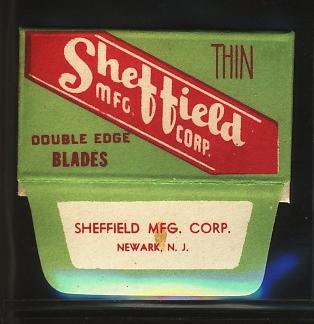 THIN
Sheffield
MFG.
CORP.
DOUBLE EDGE
BLADES
SHEFFIELD MFG. CORP.
NEWARK, N. J.